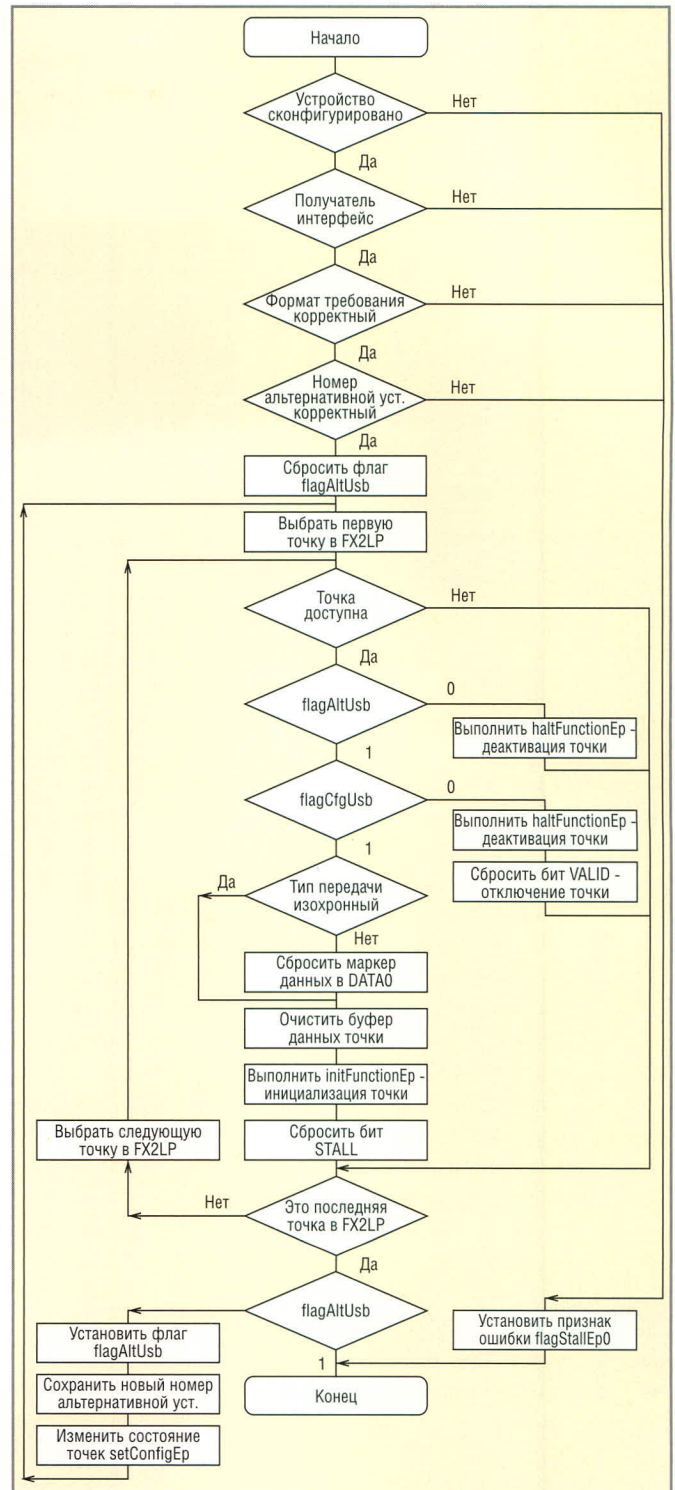 Начало
Устройство
сконфигурировано
Нет
Да
Получатель
интерфейс
Нет
Да
Формат требования
корректный
Нет
Да
Номер
альтернативной уст.
корректный
Нет
Да
Сбросить флаг
flagAltUsb
Выбрать первую
точку в FX2LP
Точка
доступна
Нет
Да
flagAltUsb
0
Выполнить haltFunctionEp -
деактивация точки
1
flagCfgUsb
0
Выполнить haltFunctionEp -
деактивация точки
Сбросить бит VALID -
отключение точки
1
Тип передачи
изохронный
Да
Нет
Сбросить маркер
данных в DATA0
Очистить буфер
данных точки
Выполнить initFunctionEp -
инициализация точки
Сбросить бит
STALL
Выбрать следующую
точку в FX2LP
Нет
Это последняя
точка в FX2LP
Да
flagAltUsb
Установить флаг
flagAltUsb
Сохранить новый номер
альтернативной уст.
Изменить состояние
точек setConfigEp
Установить признак
ошибки flagStallEp0
1
Конец